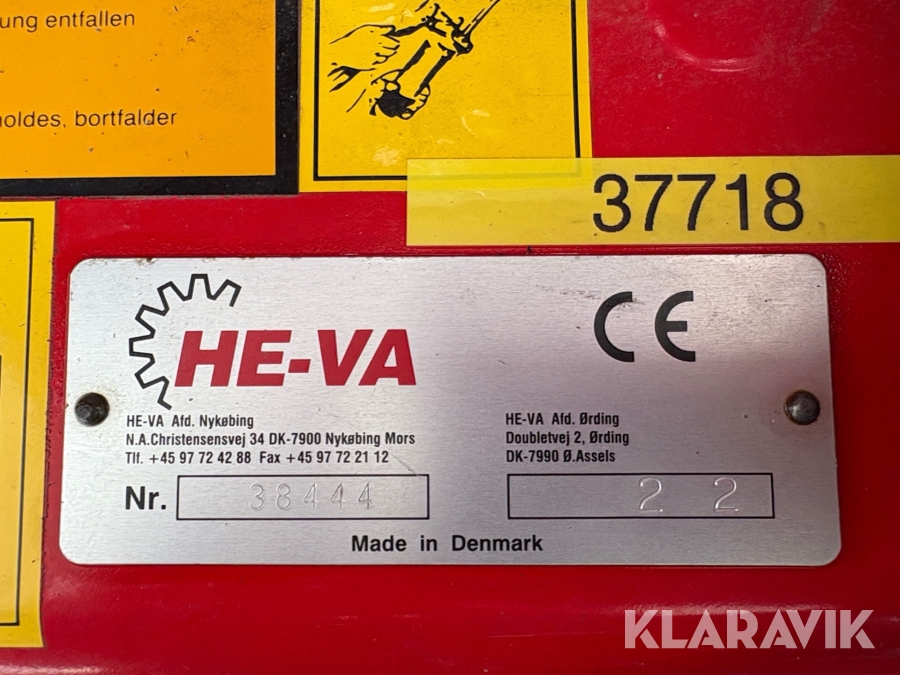 ung entfallen
oldes, bortfalder
37718
HE-VA
CE
HE-VA Afd. Nykøbing
N.A.Christensensvej 34 DK-7900 Nykøbing Mors
Tlf. +45 97 72 42 88 Fax +45 97 72 21 12
HE-VA Afd. Ørding
Doubletvej 2, Ørding
DK-7990 Ø.Assels
Nr. 38444
2 2
Made in Denmark
KLARAVIK